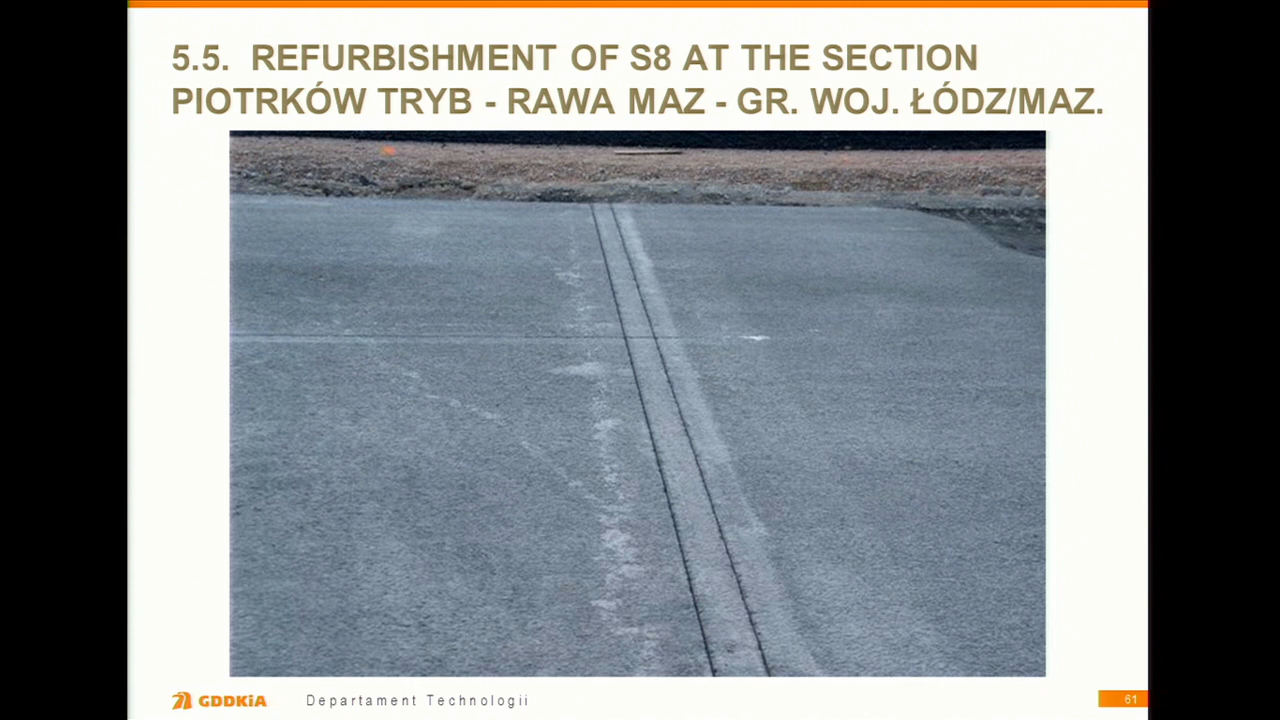 5.5. REFURBISHMENT OF S8 AT THE SECTION
PIOTRKÓW TRYB - RAWA MAZ - GR. WOJ. ŁÓDZ/MAZ.
GDDKiA Departament Technologii 61